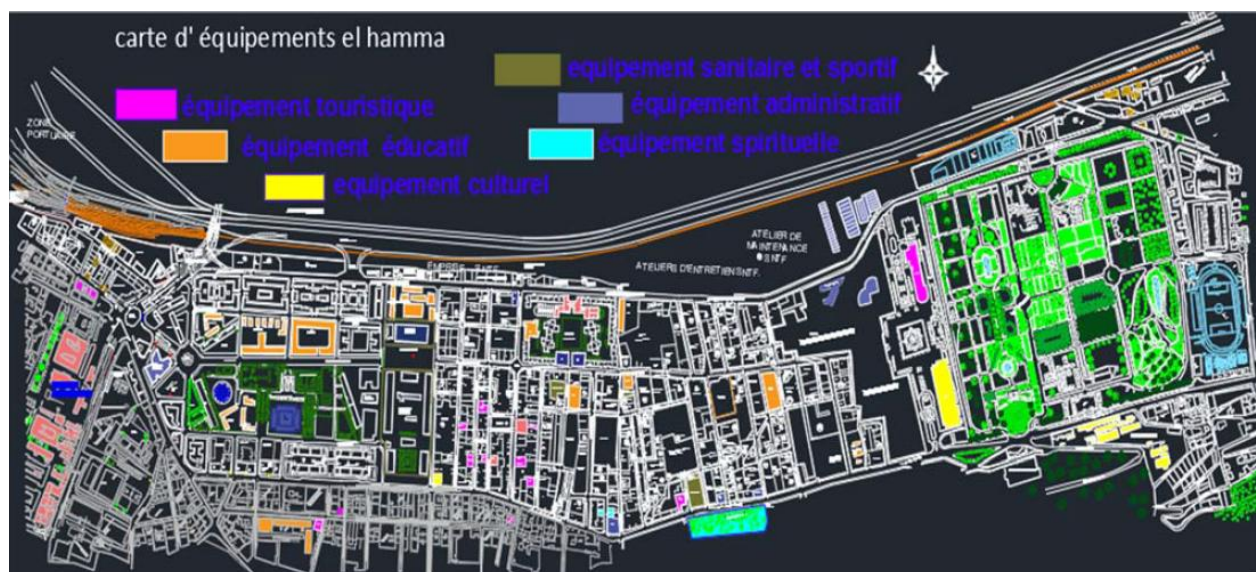 carte d' équipements el hamma
equipement sanitaire et sportif
équipement touristique
équipement administratif
équipement éducatif
équipement spirituelle
equipement culturel
ZONE
PORTUAIRE
ATELIER DE
MAINTENANCE
SNTF
ATELIERS D'ENTRETIEN SNTF.